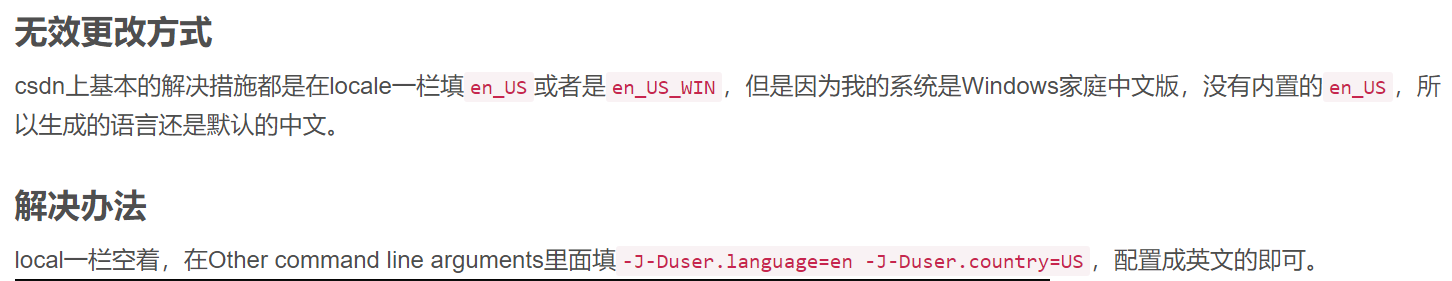 无效更改方式
csdn上基本的解决措施都是在locale一栏填en_US或者是en_US_WIN，但是因为我的系统是Windows家庭中文版，没有内置的en_US，所
以生成的语言还是默认的中文。
解决办法
local一栏空着，在Other command line arguments里面填-J-Duser.language=en -J-Duser.country=US，配置成英文的即可。